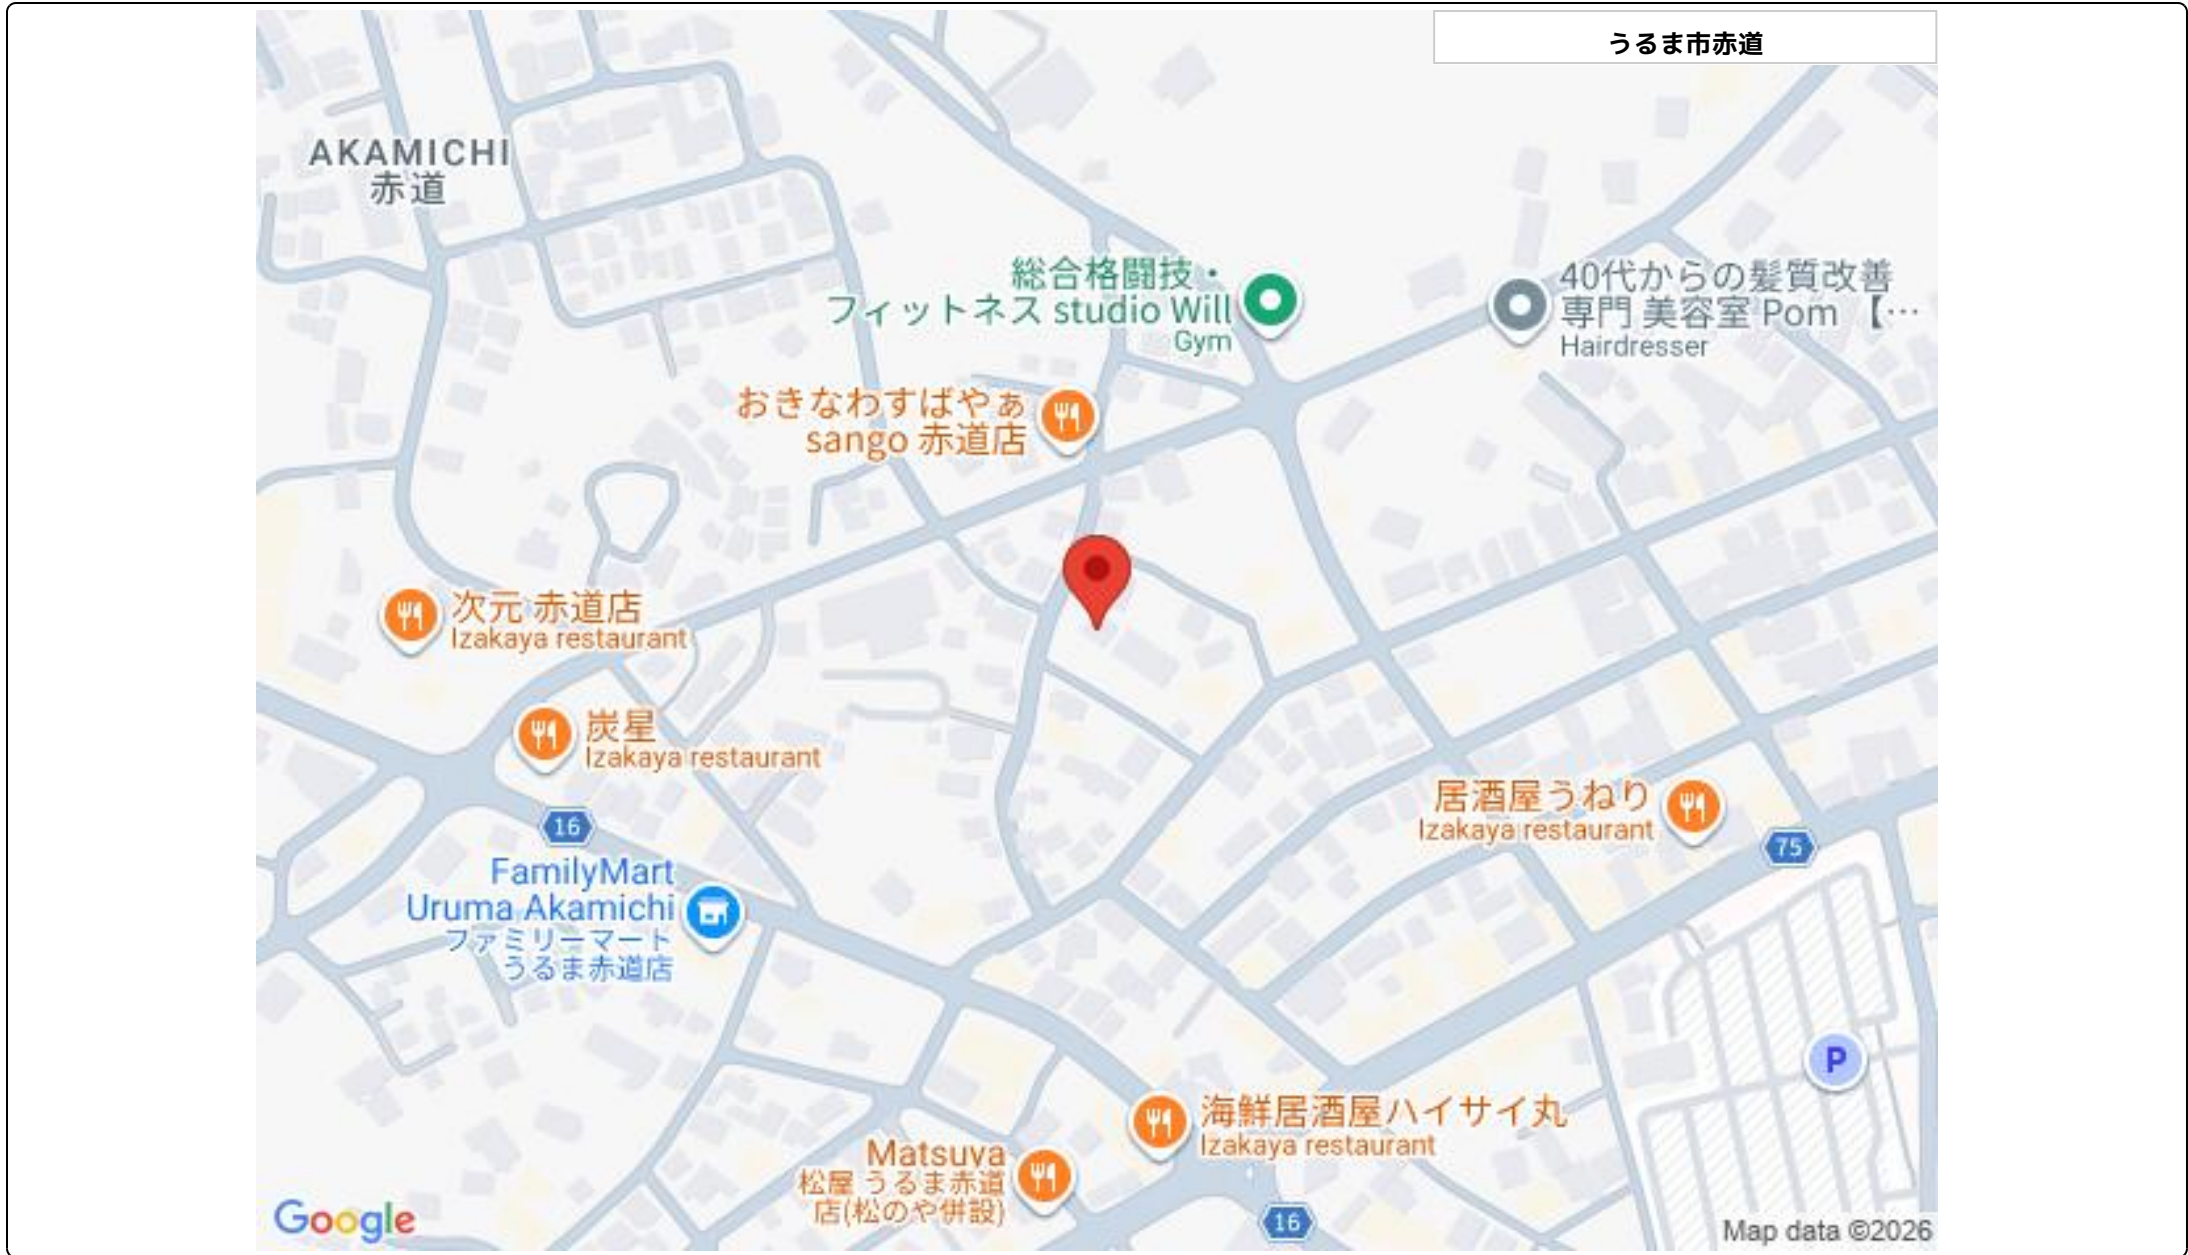 うるま市赤道
AKAMICHI
赤道
総合格闘技・
フィットネス studio Will
Gym
40代からの髪質改善
専門 美容室 Pom 【…
Hairdresser
おきなわすばやぁ
sango 赤道店
次元 赤道店
Izakaya restaurant
炭星
Izakaya restaurant
16
居酒屋うねり
Izakaya restaurant
75
FamilyMart
Uruma Akamichi
ファミリーマート
うるま赤道店
P
海鮮居酒屋ハイサイ丸
Izakaya restaurant
Matsuya
松屋 うるま赤道
店(松のや併設)
16
Google
Map data ©2026